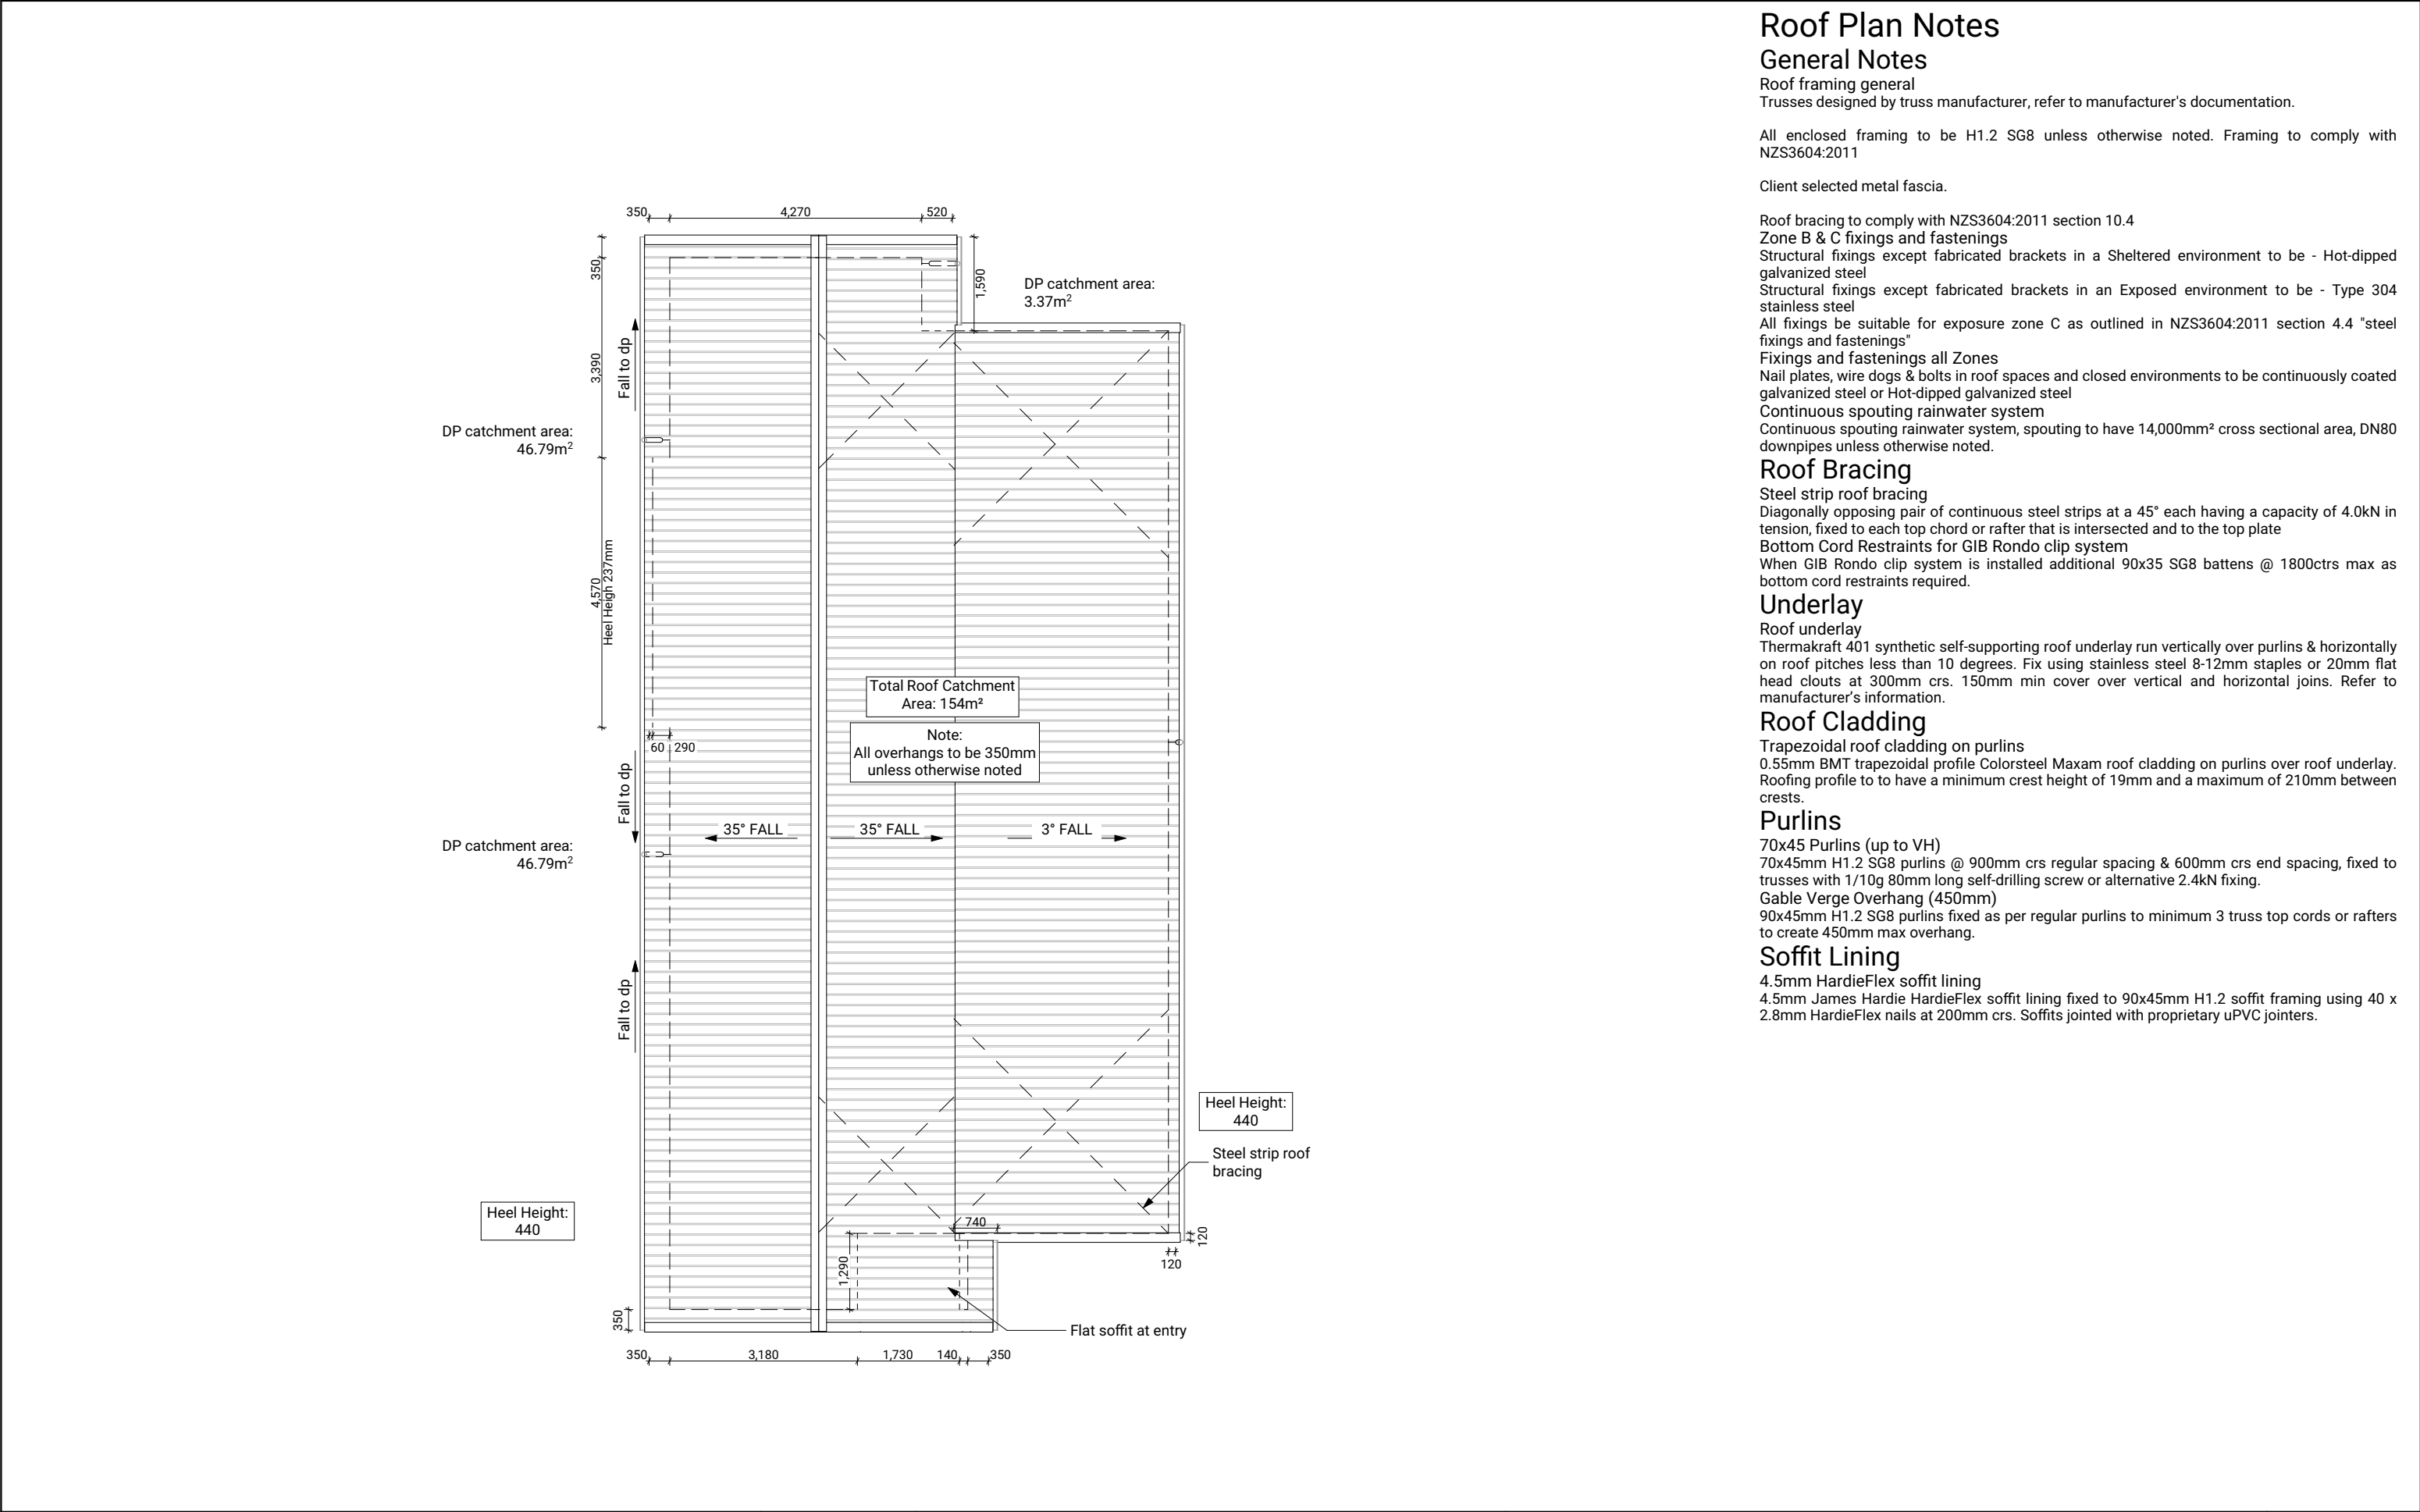 Roof Plan Notes
General Notes
Roof framing general
Trusses designed by truss manufacturer, refer to manufacturer's documentation.
All enclosed framing to be H1.2 SG8 unless otherwise noted. Framing to comply with
NZS3604:2011
Client selected metal fascia.
Roof bracing to comply with NZS3604:2011 section 10.4
Zone B & C fixings and fastenings
Structural fixings except fabricated brackets in a Sheltered environment to be - Hot-dipped
galvanized steel
Structural fixings except fabricated brackets in an Exposed environment to be - Type 304
stainless steel
All fixings be suitable for exposure zone C as outlined in NZS3604:2011 section 4.4 "steel
fixings and fastenings"
Fixings and fastenings all Zones
Nail plates, wire dogs & bolts in roof spaces and closed environments to be continuously coated
galvanized steel or Hot-dipped galvanized steel
Continuous spouting rainwater system
Continuous spouting rainwater system, spouting to have 14,000mm² cross sectional area, DN80
downpipes unless otherwise noted.
Roof Bracing
Steel strip roof bracing
Diagonally opposing pair of continuous steel strips at a 45° each having a capacity of 4.0kN in
tension, fixed to each top chord or rafter that is intersected and to the top plate
Bottom Cord Restraints for GIB Rondo clip system
When GIB Rondo clip system is installed additional 90x35 SG8 battens @ 1800ctrs max as
bottom cord restraints required.
Underlay
Roof underlay
Thermakraft 401 synthetic self-supporting roof underlay run vertically over purlins & horizontally
on roof pitches less than 10 degrees. Fix using stainless steel 8-12mm staples or 20mm flat
head clouts at 300mm crs. 150mm min cover over vertical and horizontal joins. Refer to
manufacturer's information.
Roof Cladding
Trapezoidal roof cladding on purlins
0.55mm BMT trapezoidal profile Colorsteel Maxam roof cladding on purlins over roof underlay.
Roofing profile to to have a minimum crest height of 19mm and a maximum of 210mm between
crests.
Purlins
70x45 Purlins (up to VH)
70x45mm H1.2 SG8 purlins @ 900mm crs regular spacing & 600mm crs end spacing, fixed to
trusses with 1/10g 80mm long self-drilling screw or alternative 2.4kN fixing.
Gable Verge Overhang (450mm)
90x45mm H1.2 SG8 purlins fixed as per regular purlins to minimum 3 truss top cords or rafters
to create 450mm max overhang.
Soffit Lining
4.5mm HardieFlex soffit lining
4.5mm James Hardie HardieFlex soffit lining fixed to 90x45mm H1.2 soffit framing using 40 x
2.8mm HardieFlex nails at 200mm crs. Soffits jointed with proprietary uPVC jointers.
350 4,270 520
350
1,590
DP catchment area:
3.37m²
3,390
Fall to dp
DP catchment area:
46.79m²
4,570
Heel Heigh 237mm
Total Roof Catchment
Area: 154m²
Note:
All overhangs to be 350mm
unless otherwise noted
60 290
Fall to dp
35° FALL 35° FALL 3° FALL
DP catchment area:
46.79m²
Fall to dp
Heel Height:
440
Steel strip roof
bracing
Heel Height:
440
740
120
120
1,290
350
Flat soffit at entry
350 3,180 1,730 140 350